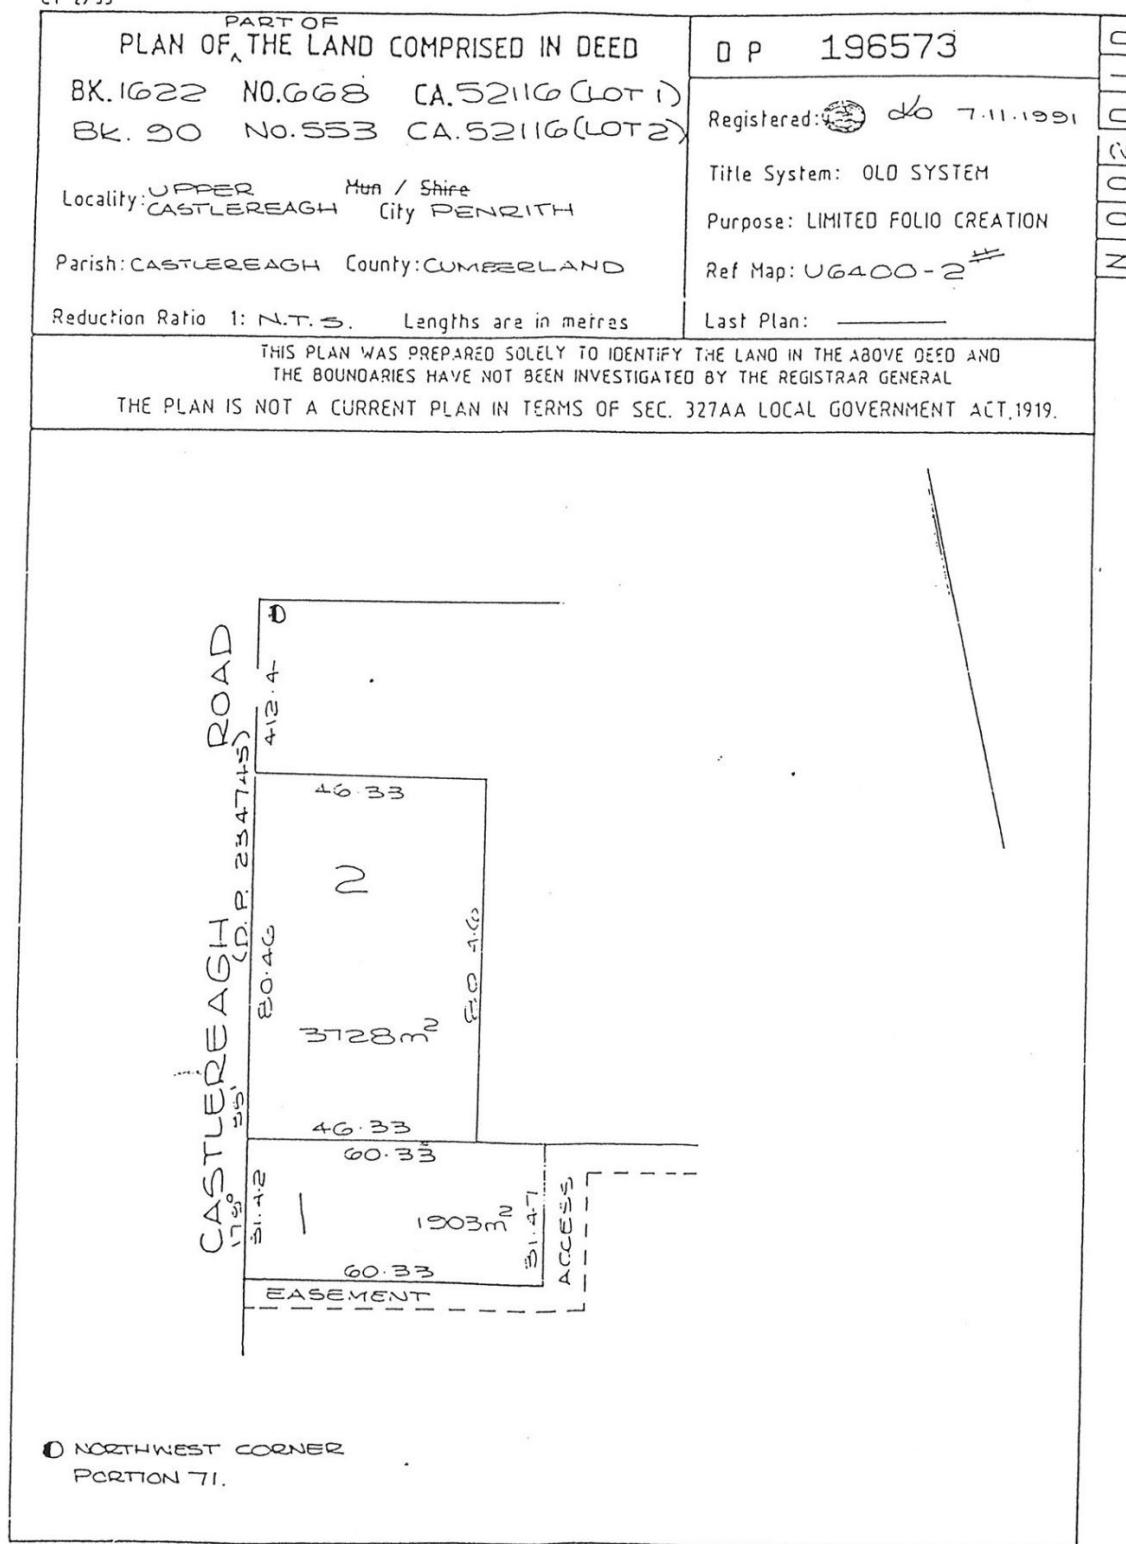 PART OF
PLAN OF ^ THE LAND COMPRISED IN DEED
BK.1622 NO.668 CA.52116 (LOT 1)
BK. 90 NO.553 CA.52116 (LOT 2)
Locality: UPPER CASTLEREAGH
Mun / Shire
City PENRITH
Parish: CASTLEREAGH County: CUMBERLAND
Reduction Ratio 1: N.T.S. Lengths are in metres
DP 196573
Registered: 7.11.1991
Title System: OLD SYSTEM
Purpose: LIMITED FOLIO CREATION
Ref Map: U6400-2 #
Last Plan:
THIS PLAN WAS PREPARED SOLELY TO IDENTIFY THE LAND IN THE ABOVE DEED AND
THE BOUNDARIES HAVE NOT BEEN INVESTIGATED BY THE REGISTRAR GENERAL
THE PLAN IS NOT A CURRENT PLAN IN TERMS OF SEC. 327AA LOCAL GOVERNMENT ACT, 1919.
CASTLEREAGH ROAD
(D.P. 234745)
412.4
46.33
2
80.46
80.46
3728m²
46.33
60.33
31.42
1
1903m²
31.47
60.33
ACCESS
EASEMENT
NORTHWEST CORNER
PORTION 71.